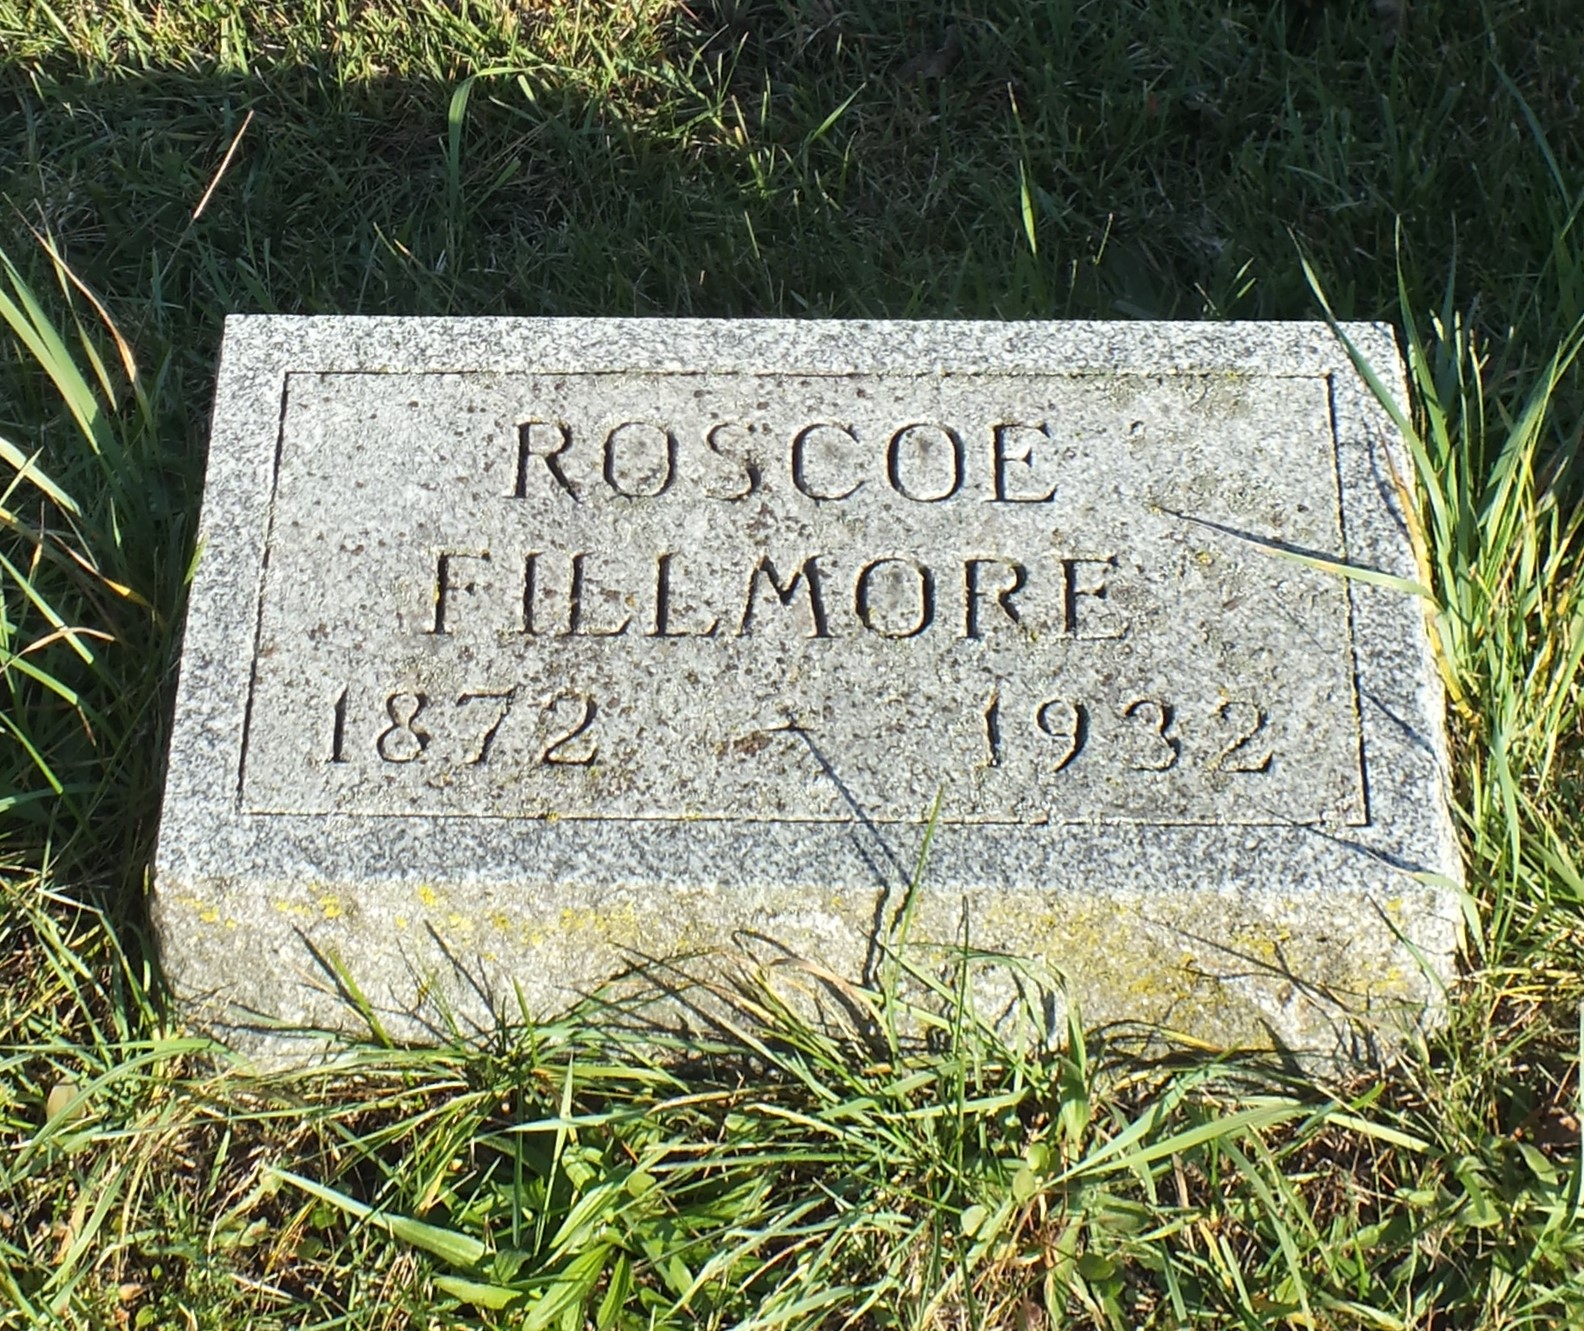 ROSCOE
FILLMORE
1872 - 1932